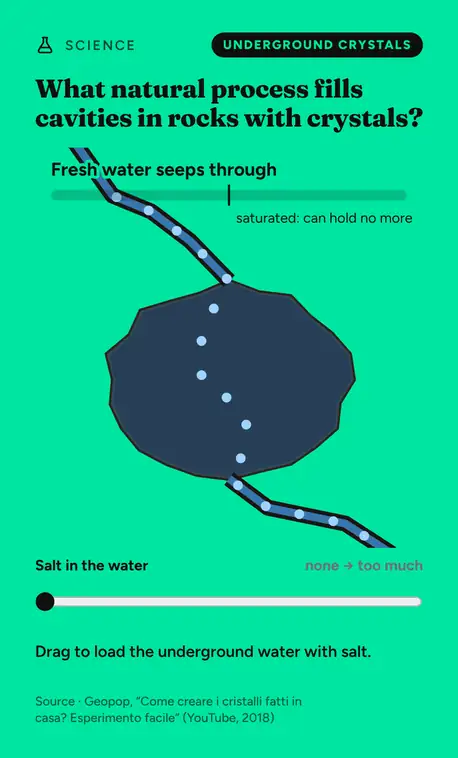 SCIENCE
UNDERGROUND CRYSTALS
What natural process fills
cavities in rocks with crystals?
Fresh water seeps through
saturated: can hold no more
Salt in the water
none → too much
Drag to load the underground water with salt.
Source · Geopop, “Come creare i cristalli fatti in
casa? Esperimento facile” (YouTube, 2018)